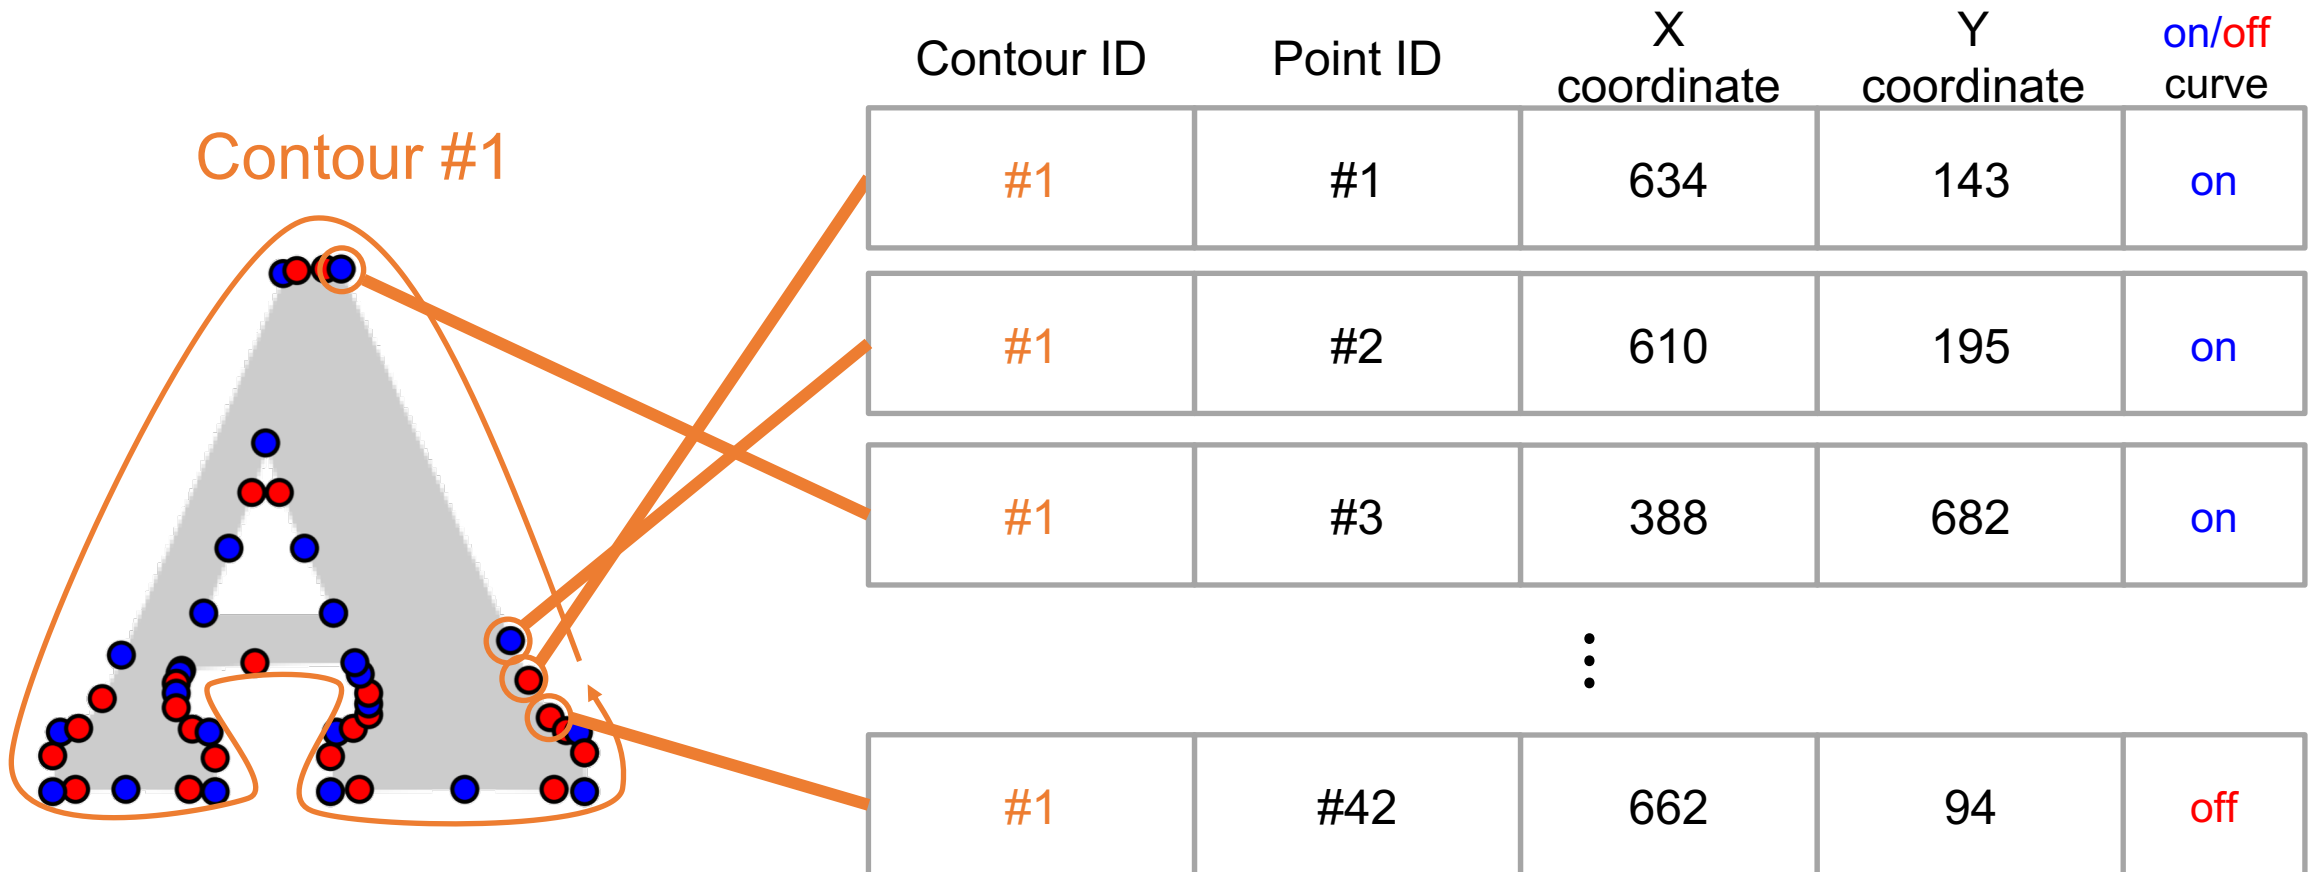 Contour #1
Contour ID Point ID X coordinate Y coordinate on/off curve
#1 #1 634 143 on
#1 #2 610 195 on
#1 #3 388 682 on
⋮
#1 #42 662 94 off